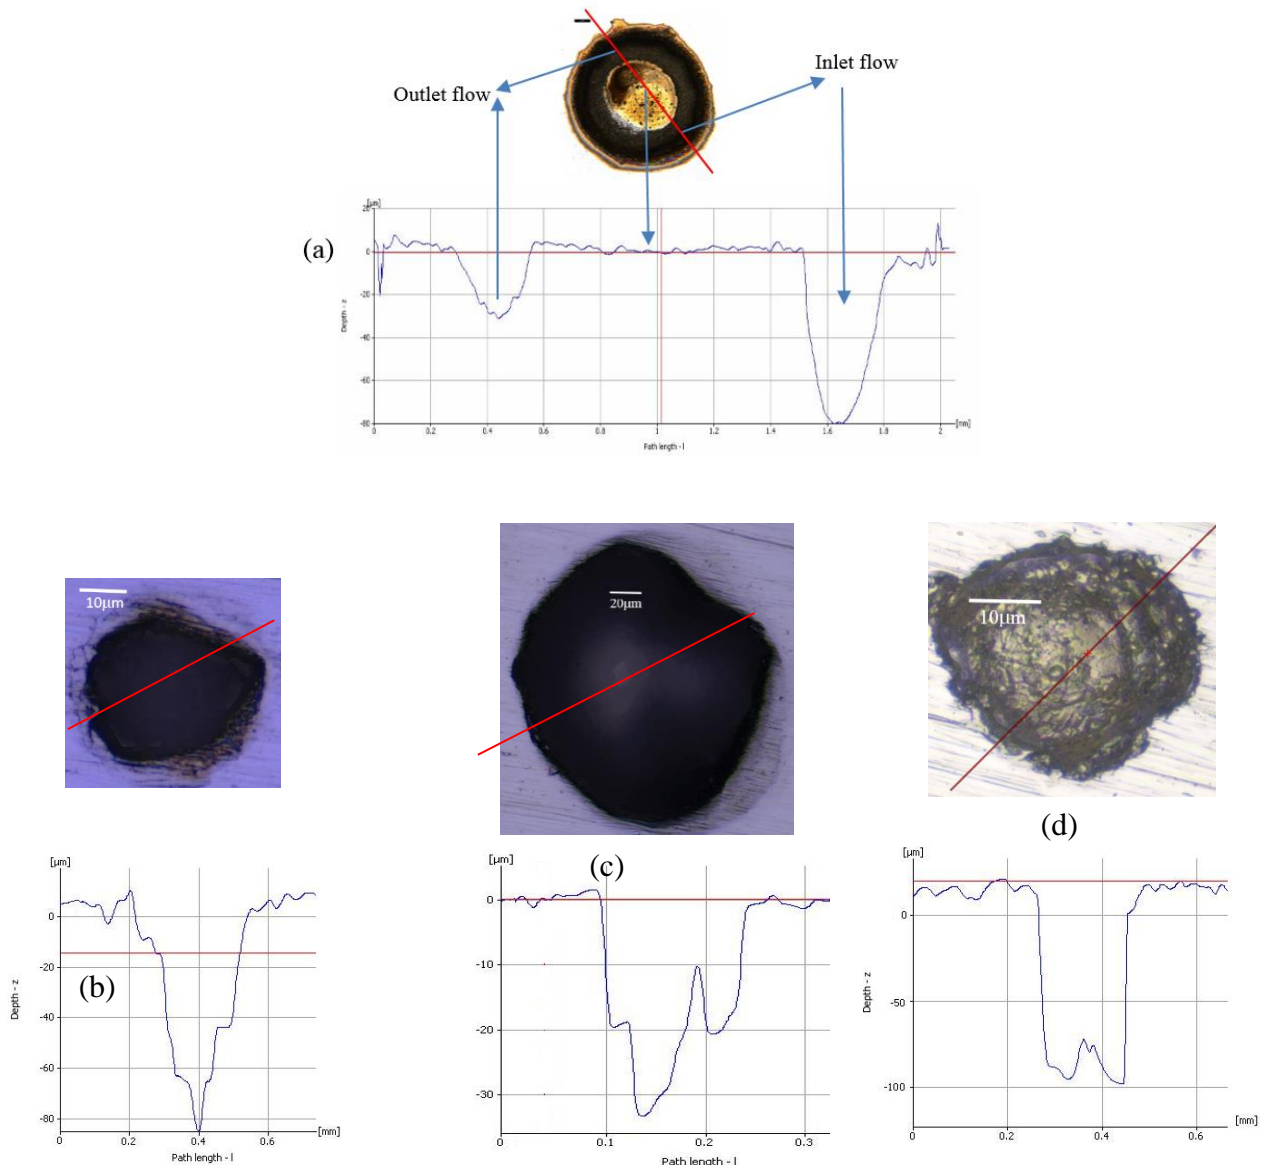 Outlet flow
Inlet flow
(a)
[µm]
20
0
-20
-40
-60
-80
Depth - z
0 0.2 0.4 0.6 0.8 1 1.2 1.4 1.6 1.8 2 [mm]
Path length - l
10µm
20µm
10µm
(b)
[µm]
0
-20
-40
-60
-80
Depth - z
0 0.2 0.4 0.6 [mm]
Path length - l
(c)
[µm]
0
-10
-20
-30
0 0.1 0.2 0.3
Path length - l
(d)
[µm]
0
-50
-100
Depth - z
0 0.2 0.4 0.6 [mm]